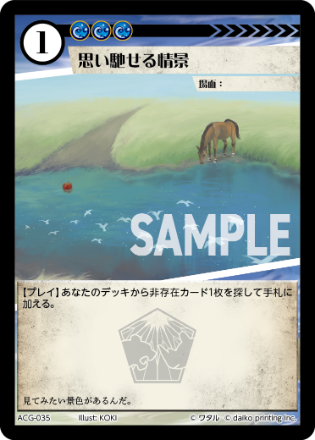 1
思い馳せる情景
場面：
SAMPLE
【プレイ】あなたのデッキから非存在カード1枚を探して手札に
加える。
見てみたい景色があるんだ。
ACG-035 Illust: KOKI © ワタル © daiko printing Inc.